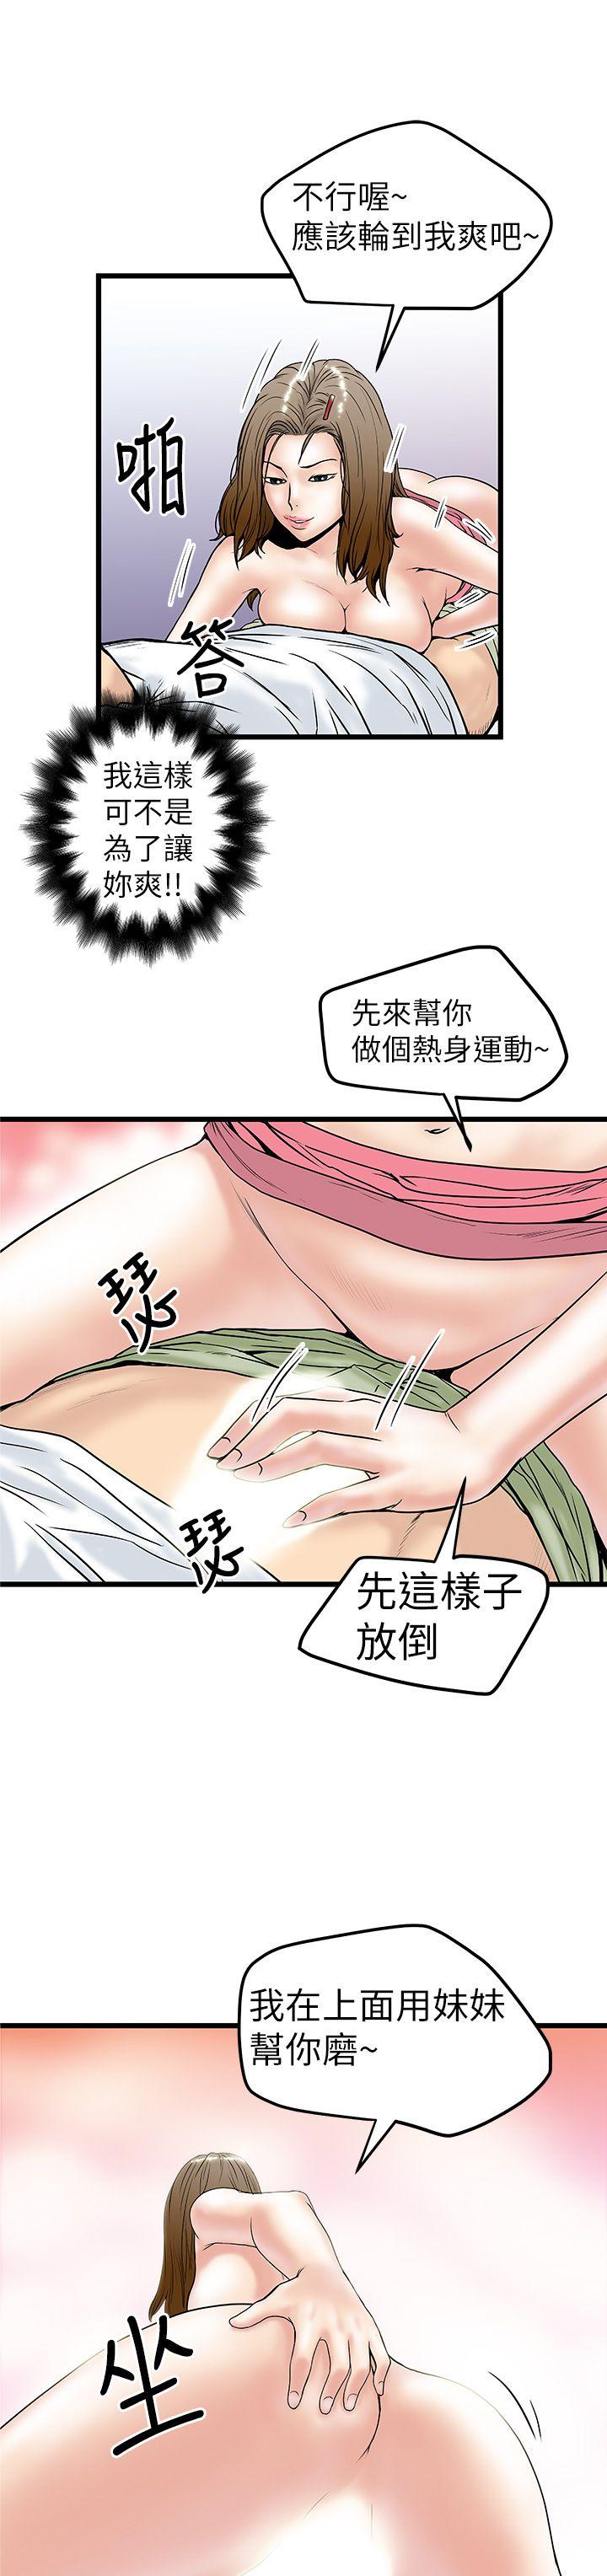 不行喔~
應該輪到我爽吧~
啪
答
我這樣
可不是
為了讓
妳爽!!
先來幫你
做個熱身運動~
瑟
瑟
先這樣子
放倒
我在上面用妹妹
幫你磨~
坐